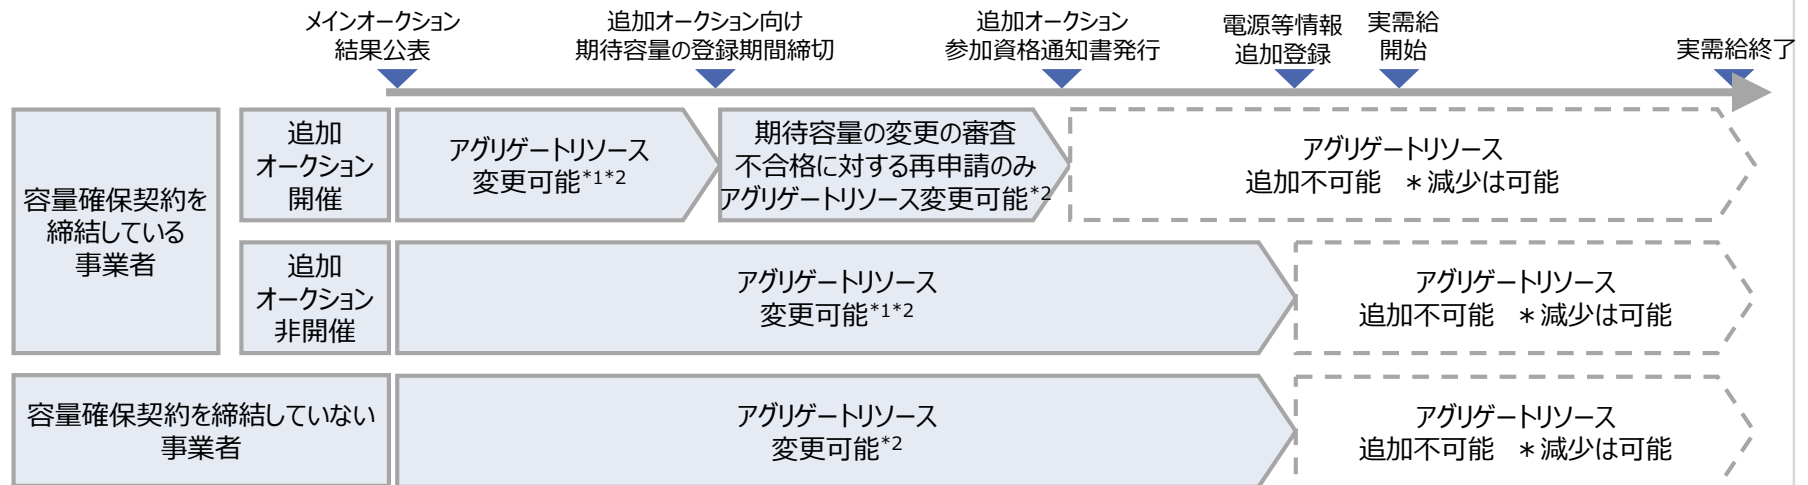 メインオークション
結果公表
追加オークション向け
期待容量の登録期間締切
追加オークション
参加資格通知書発行
電源等情報
追加登録
実需給
開始
実需給終了
容量確保契約を
締結している
事業者
追加
オークション
開催
アグリゲートリソース
変更可能*1*2
期待容量の変更の審査
不合格に対する再申請のみ
アグリゲートリソース変更可能*2
アグリゲートリソース
追加不可能 *減少は可能
追加
オークション
非開催
アグリゲートリソース
変更可能*1*2
アグリゲートリソース
追加不可能 *減少は可能
容量確保契約を締結していない
事業者
アグリゲートリソース
変更可能*2
アグリゲートリソース
追加不可能 *減少は可能